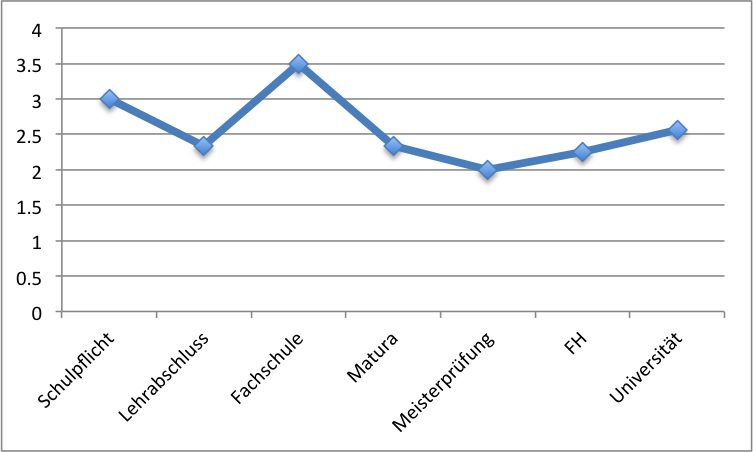 4
3.5
3
2.5
2
1.5
1
0.5
0
Schulpflicht
Lehrabschluss
Fachschule
Matura
Meisterprüfung
FH
Universität